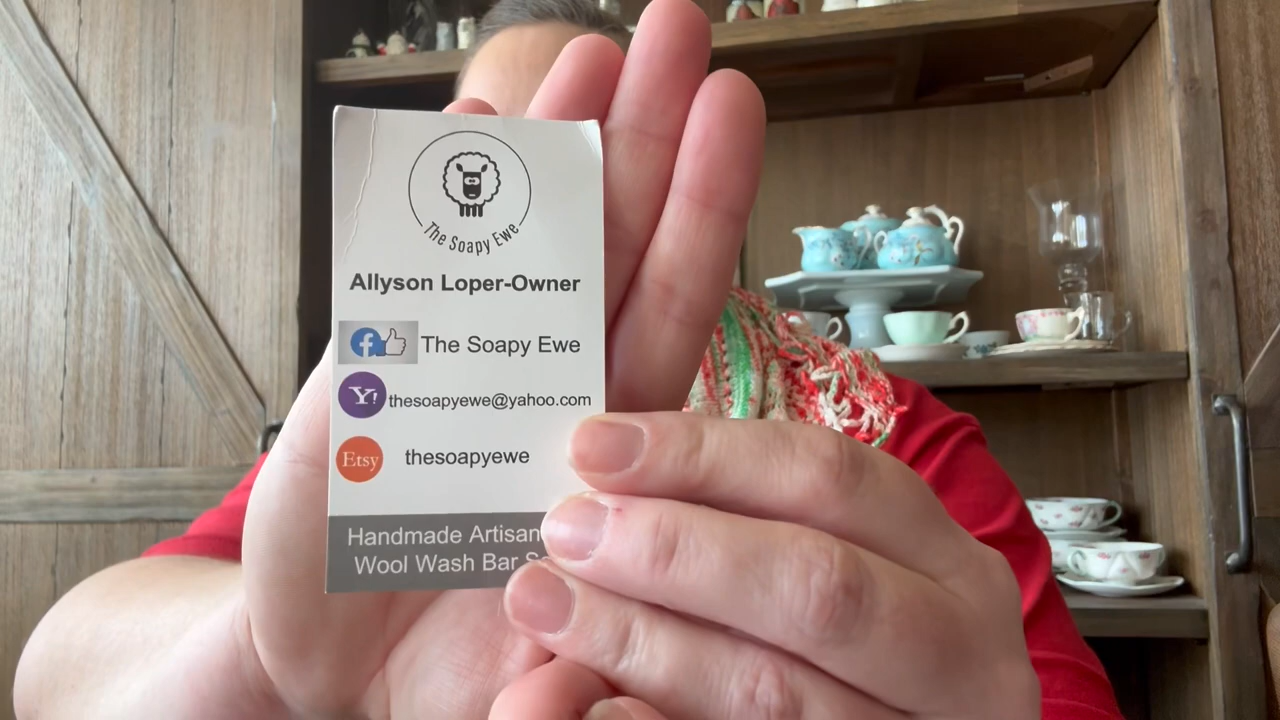 The Soapy Ewe
Allyson Loper-Owner
The Soapy Ewe
Y! thesoapyewe@yahoo.com
Etsy thesoapyewe
Handmade Artisan
Wool Wash Bar